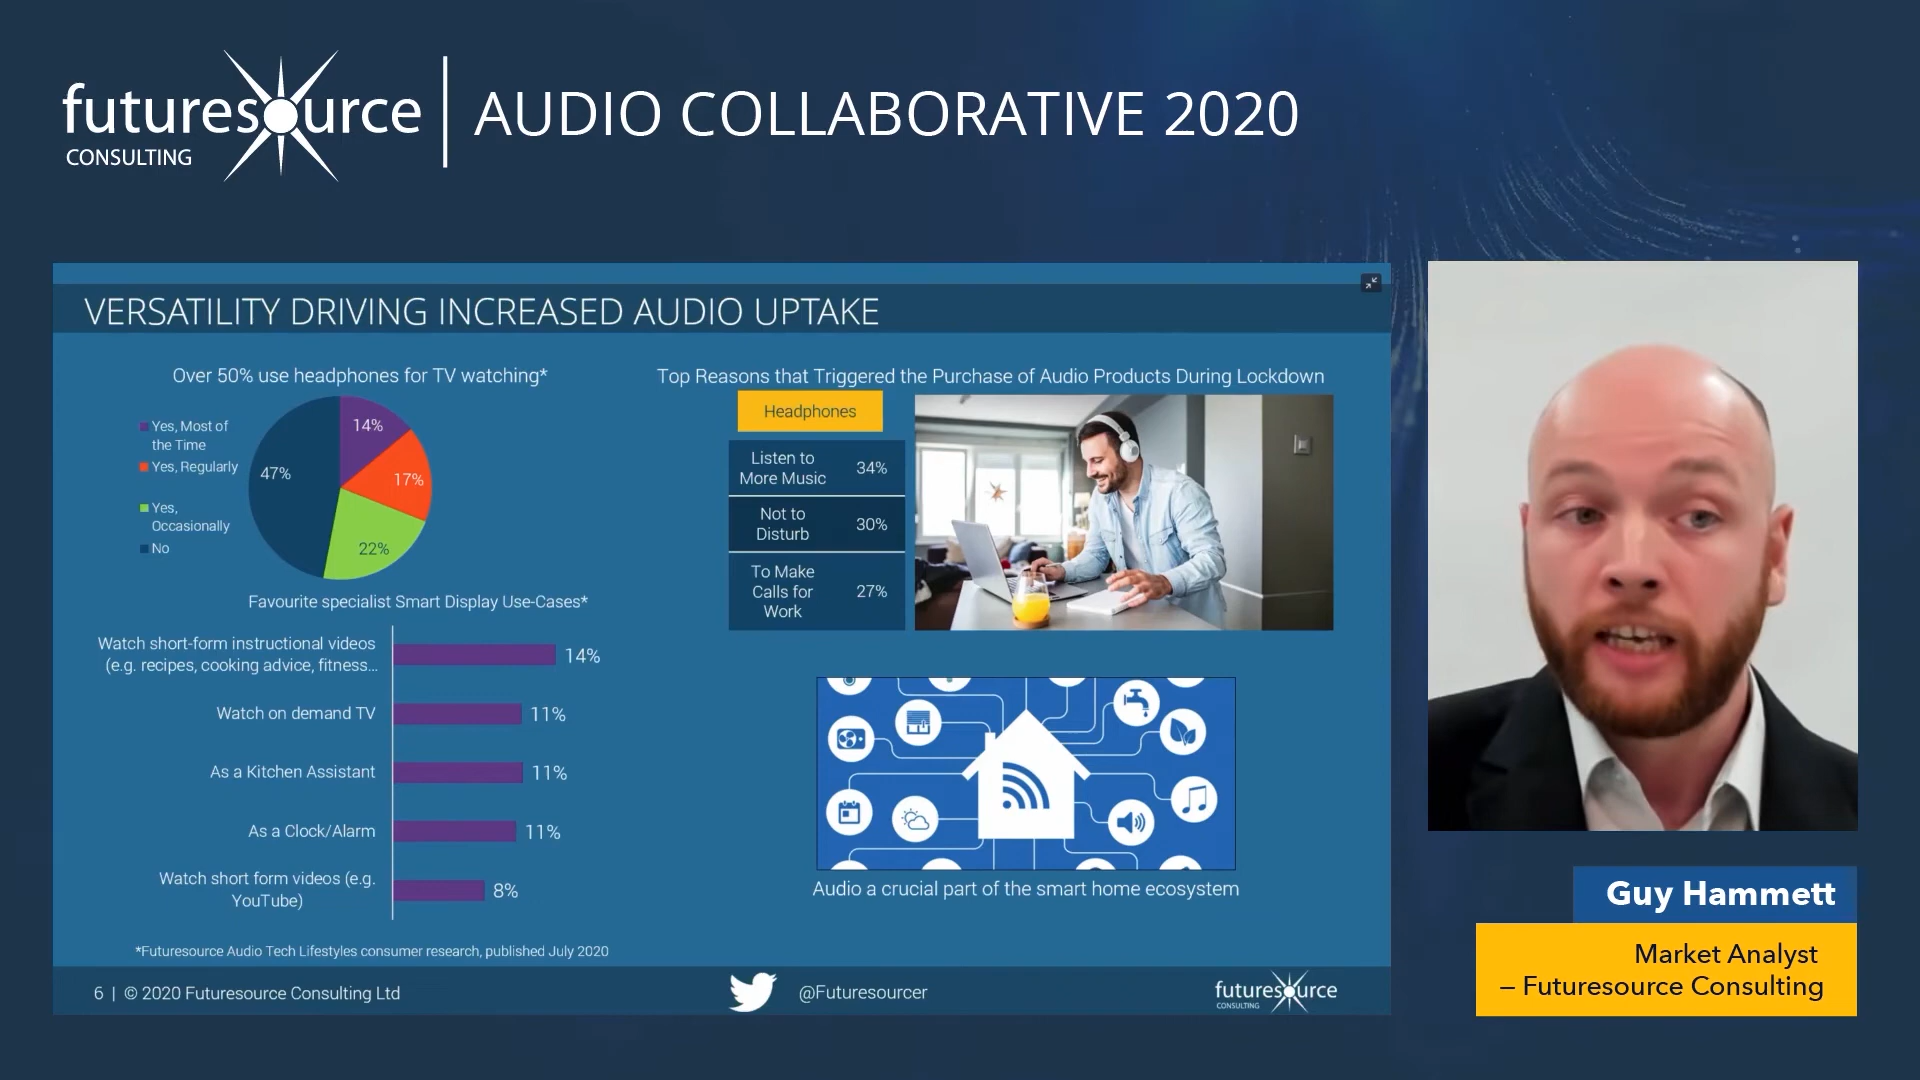 futuresource
CONSULTING
AUDIO COLLABORATIVE 2020
VERSATILITY DRIVING INCREASED AUDIO UPTAKE
Over 50% use headphones for TV watching*
Yes, Most of
the Time
Yes, Regularly
Yes,
Occasionally
No
14%
17%
22%
47%
Favourite specialist Smart Display Use-Cases*
Watch short-form instructional videos
(e.g. recipes, cooking advice, fitness...
14%
Watch on demand TV
11%
As a Kitchen Assistant
11%
As a Clock/Alarm
11%
Watch short form videos (e.g.
YouTube)
8%
*Futuresource Audio Tech Lifestyles consumer research, published July 2020
Top Reasons that Triggered the Purchase of Audio Products During Lockdown
Headphones
Listen to
More Music
34%
Not to
Disturb
30%
To Make
Calls for
Work
27%
Audio a crucial part of the smart home ecosystem
6 | © 2020 Futuresource Consulting Ltd
@Futuresourcer
futuresource
CONSULTING
Guy Hammett
Market Analyst
– Futuresource Consulting